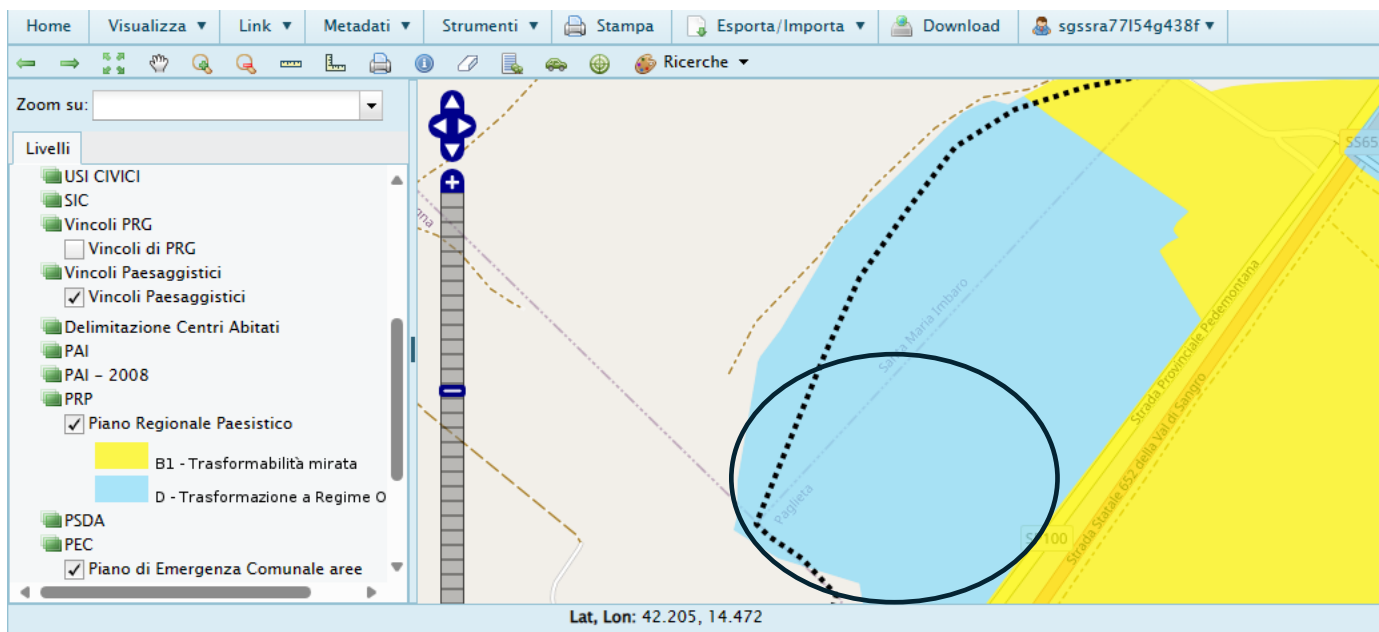 Home Visualizza Link Metadati Strumenti Stampa Esporta/Importa Download sgssra77l54g438f
Ricerche
Zoom su:
Livelli
USI CIVICI
SIC
Vincoli PRG
Vincoli di PRG
Vincoli Paesaggistici
Vincoli Paesaggistici
Delimitazione Centri Abitati
PAI
PAI - 2008
PRP
Piano Regionale Paesistico
B1 - Trasformabilità mirata
D - Trasformazione a Regime O
PSDA
PEC
Piano di Emergenza Comunale aree
SS65
Santa Maria Imbaro
Paglieta
Strada Provinciale Pedemontana
Strada Statale 652 della Val di Sangro
Lat, Lon: 42.205, 14.472